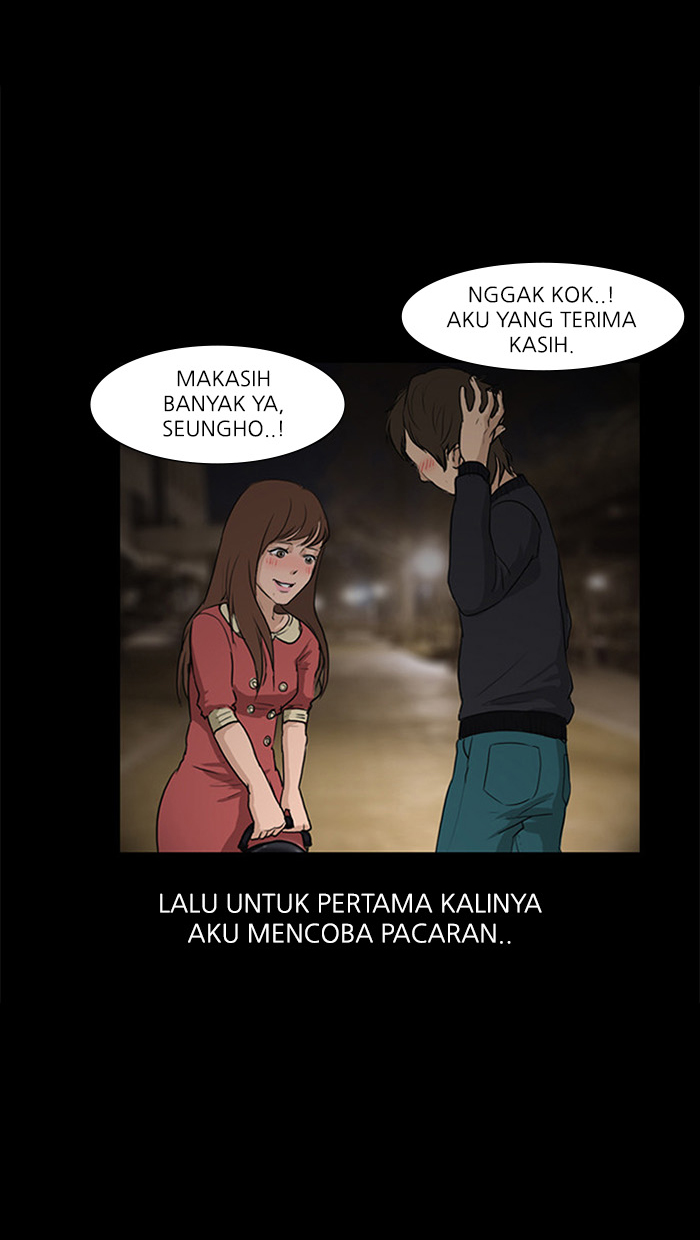 MAKASIH
BANYAK YA,
SEUNGHO..!
NGGAK KOK..!
AKU YANG TERIMA
KASIH.
LALU UNTUK PERTAMA KALINYA
AKU MENCOBA PACARAN..